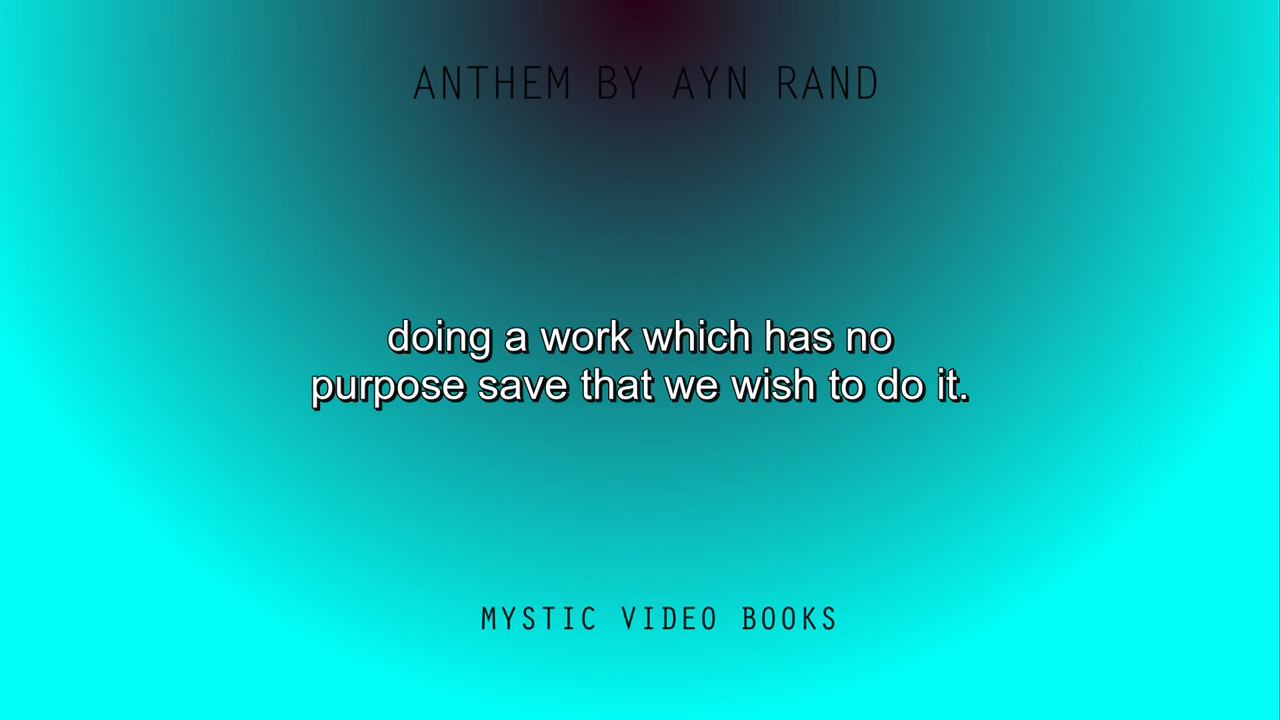 ANTHEM BY AYN RAND
doing a work which has no
purpose save that we wish to do it.
MYSTIC VIDEO BOOKS